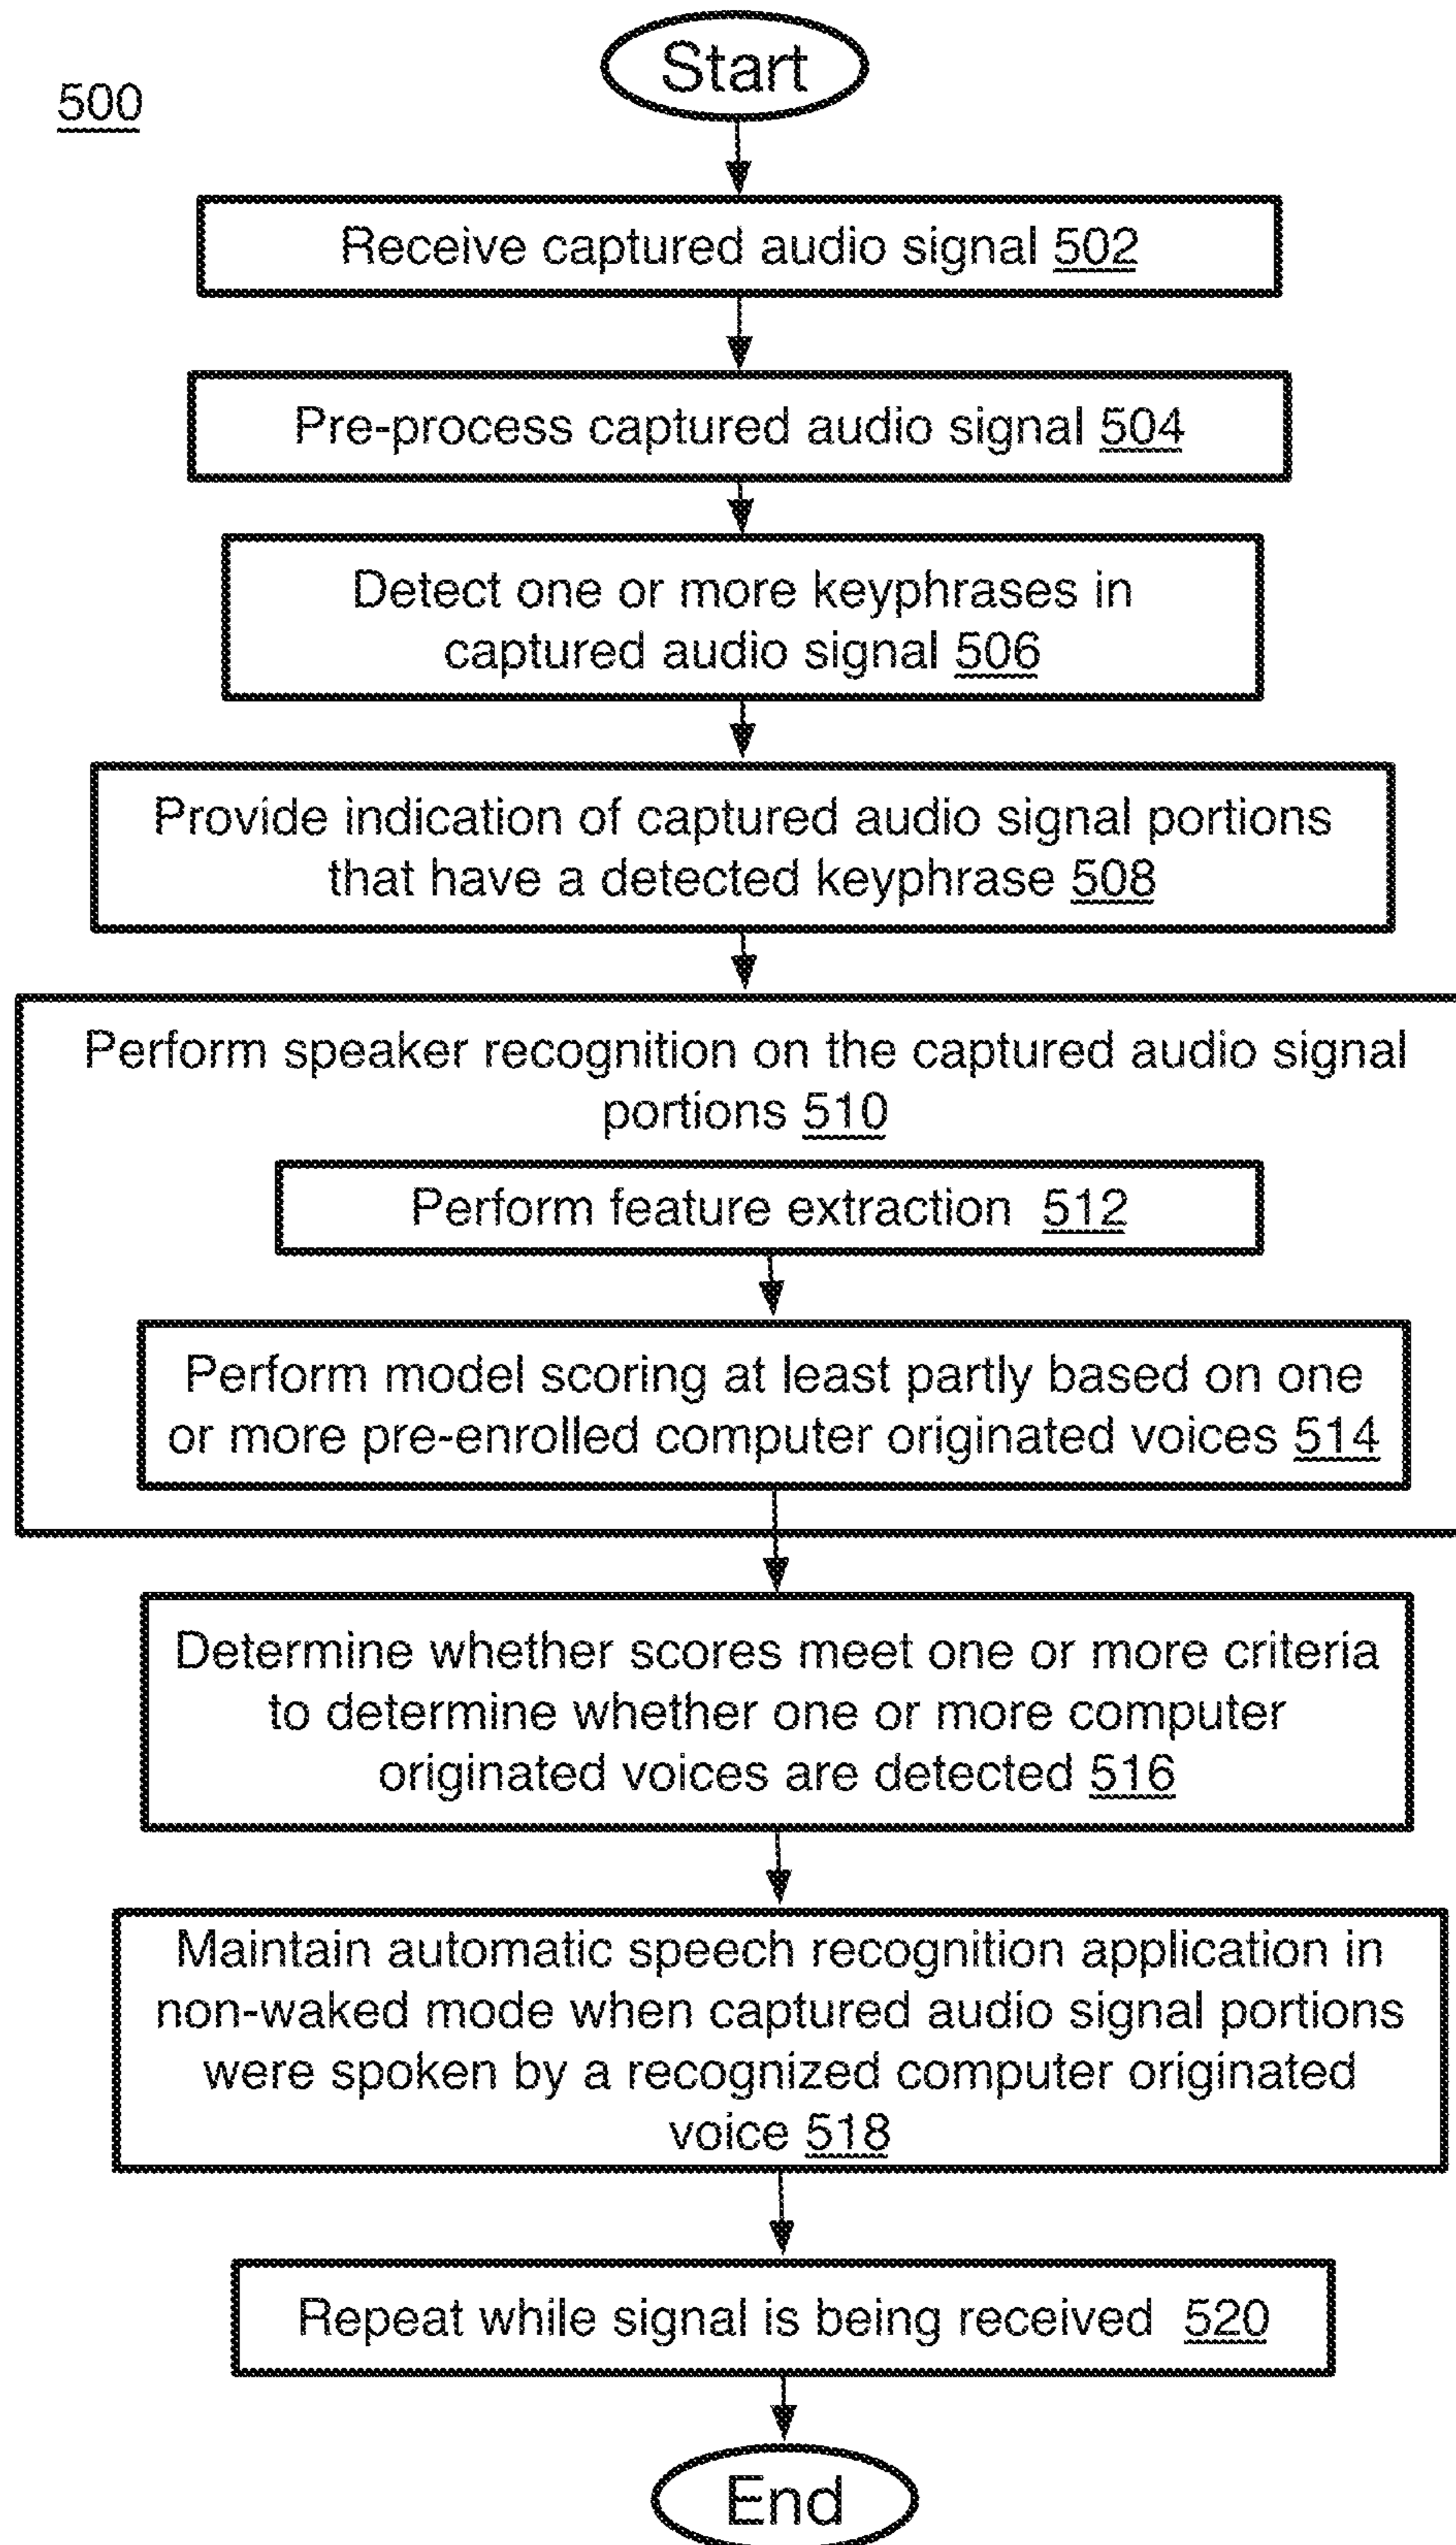 Start
500
Receive captured audio signal 502
Pre-process captured audio signal 504
Detect one or more keyphrases in
captured audio signal 506
Provide indication of captured audio signal portions
that have a detected keyphrase 508
Perform speaker recognition on the captured audio signal
portions 510
Perform feature extraction 512
Perform model scoring at least partly based on one
or more pre-enrolled computer originated voices 514
Determine whether scores meet one or more criteria
to determine whether one or more computer
originated voices are detected 516
Maintain automatic speech recognition application in
non-waked mode when captured audio signal portions
were spoken by a recognized computer originated
voice 518
Repeat while signal is being received 520
End